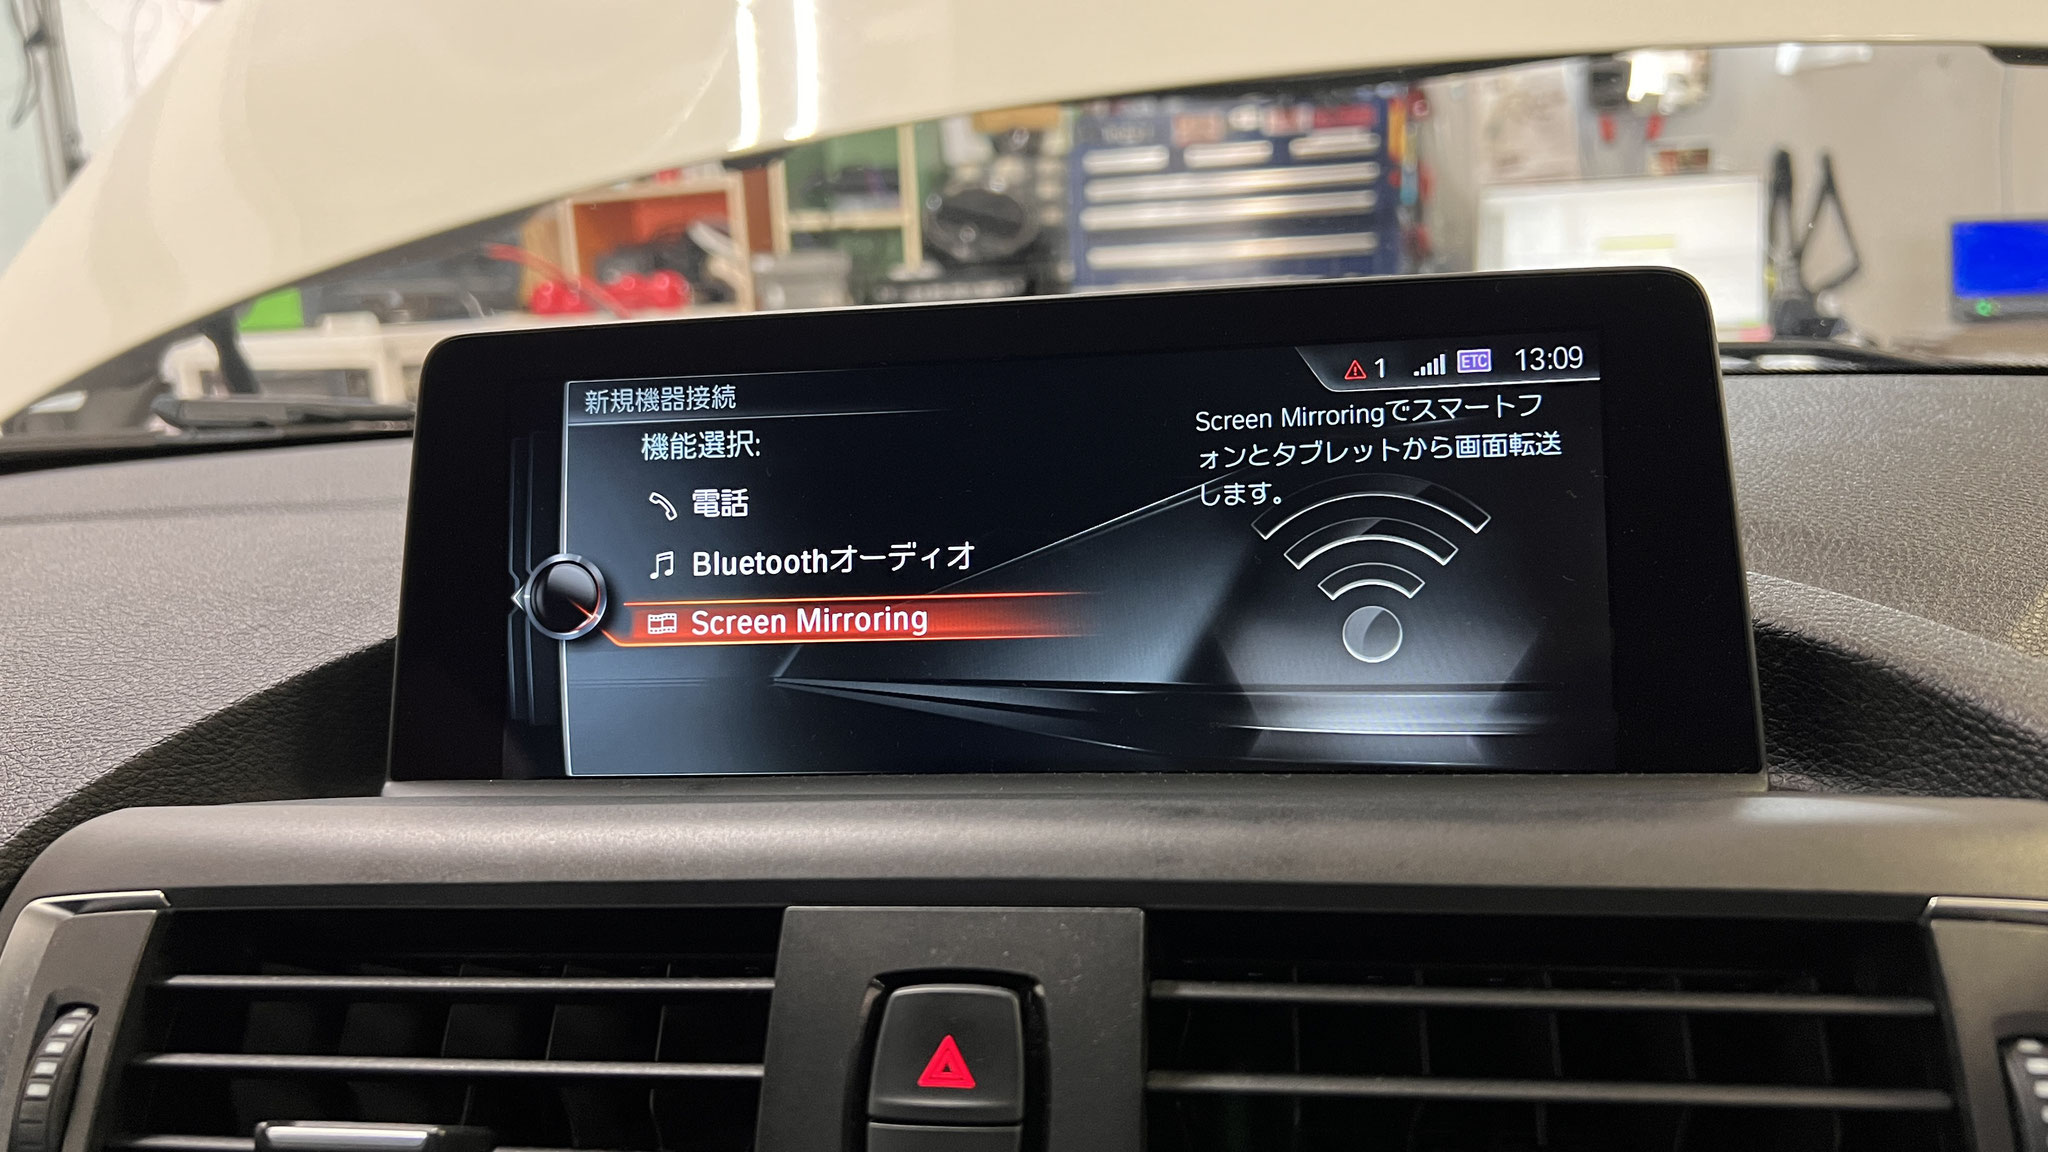 1 ETC 13:09
新規機器接続
機能選択:
電話
Bluetoothオーディオ
Screen Mirroring
Screen Mirroringでスマートフ
ォンとタブレットから画面転送
します。